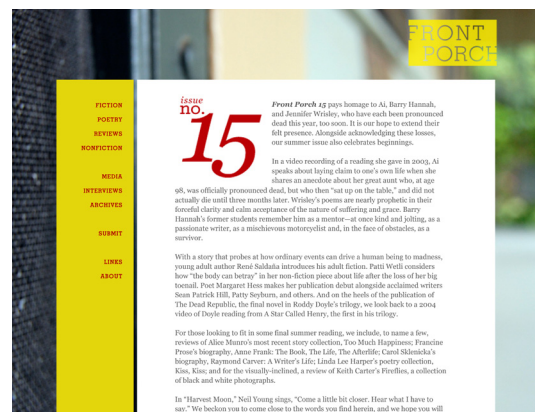 FRONT
PORCH
FICTION
POETRY
REVIEWS
NONFICTION
MEDIA
INTERVIEWS
ARCHIVES
SUBMIT
LINKS
ABOUT
issue
no.
15
Front Porch 15 pays homage to Ai, Barry Hannah,
and Jennifer Wrisley, who have each been pronounced
dead this year, too soon. It is our hope to extend their
felt presence. Alongside acknowledging these losses,
our summer issue also celebrates beginnings.
In a video recording of a reading she gave in 2003, Ai
speaks about laying claim to one's own life when she
shares an anecdote about her great aunt who, at age
98, was officially pronounced dead, but who then "sat up on the table," and did not
actually die until three months later. Wrisley's poems are nearly prophetic in their
forceful clarity and calm acceptance of the nature of suffering and grace. Barry
Hannah's former students remember him as a mentor—at once kind and jolting, as a
passionate writer, as a mischievous motorcyclist and, in the face of obstacles, as a
survivor.
With a story that probes at how ordinary events can drive a human being to madness,
young adult author René Saldaña introduces his adult fiction. Patti Wetli considers
how "the body can betray" in her non-fiction piece about life after the loss of her big
toenail. Poet Margaret Hess makes her publication debut alongside acclaimed writers
Sean Patrick Hill, Patty Seyburn, and others. And on the heels of the publication of
The Dead Republic, the final novel in Roddy Doyle's trilogy, we look back to a 2004
video of Doyle reading from A Star Called Henry, the first in his trilogy.
For those looking to fit in some final summer reading, we include, to name a few,
reviews of Alice Munro's most recent story collection, Too Much Happiness; Francine
Prose's biography, Anne Frank: The Book, The Life, The Afterlife; Carol Sklenicka's
biography, Raymond Carver: A Writer's Life; Linda Lee Harper's poetry collection,
Kiss, Kiss; and for the visually-inclined, a review of Keith Carter's Fireflies, a collection
of black and white photographs.
In "Harvest Moon," Neil Young sings, "Come a little bit closer. Hear what I have to
say." We beckon you to come close to the words you find herein, and we hope you will